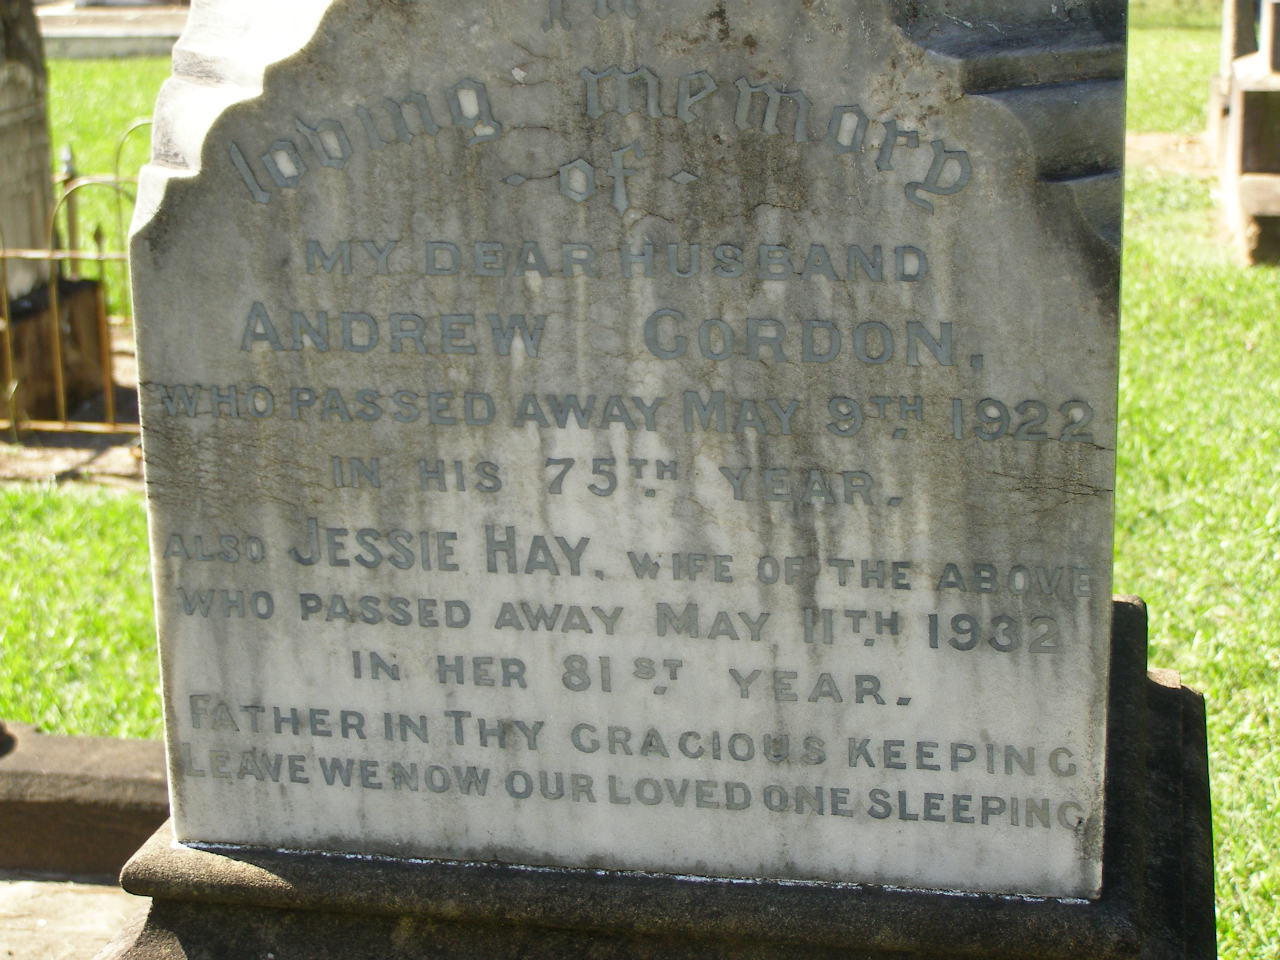 In
loving memory
of
MY DEAR HUSBAND
ANDREW GORDON,
WHO PASSED AWAY MAY 9TH 1922
IN HIS 75TH YEAR.
ALSO JESSIE HAY, WIFE OF THE ABOVE
WHO PASSED AWAY MAY 11TH 1932
IN HER 81ST YEAR.
FATHER IN THY GRACIOUS KEEPING
LEAVE WE NOW OUR LOVED ONE SLEEPING